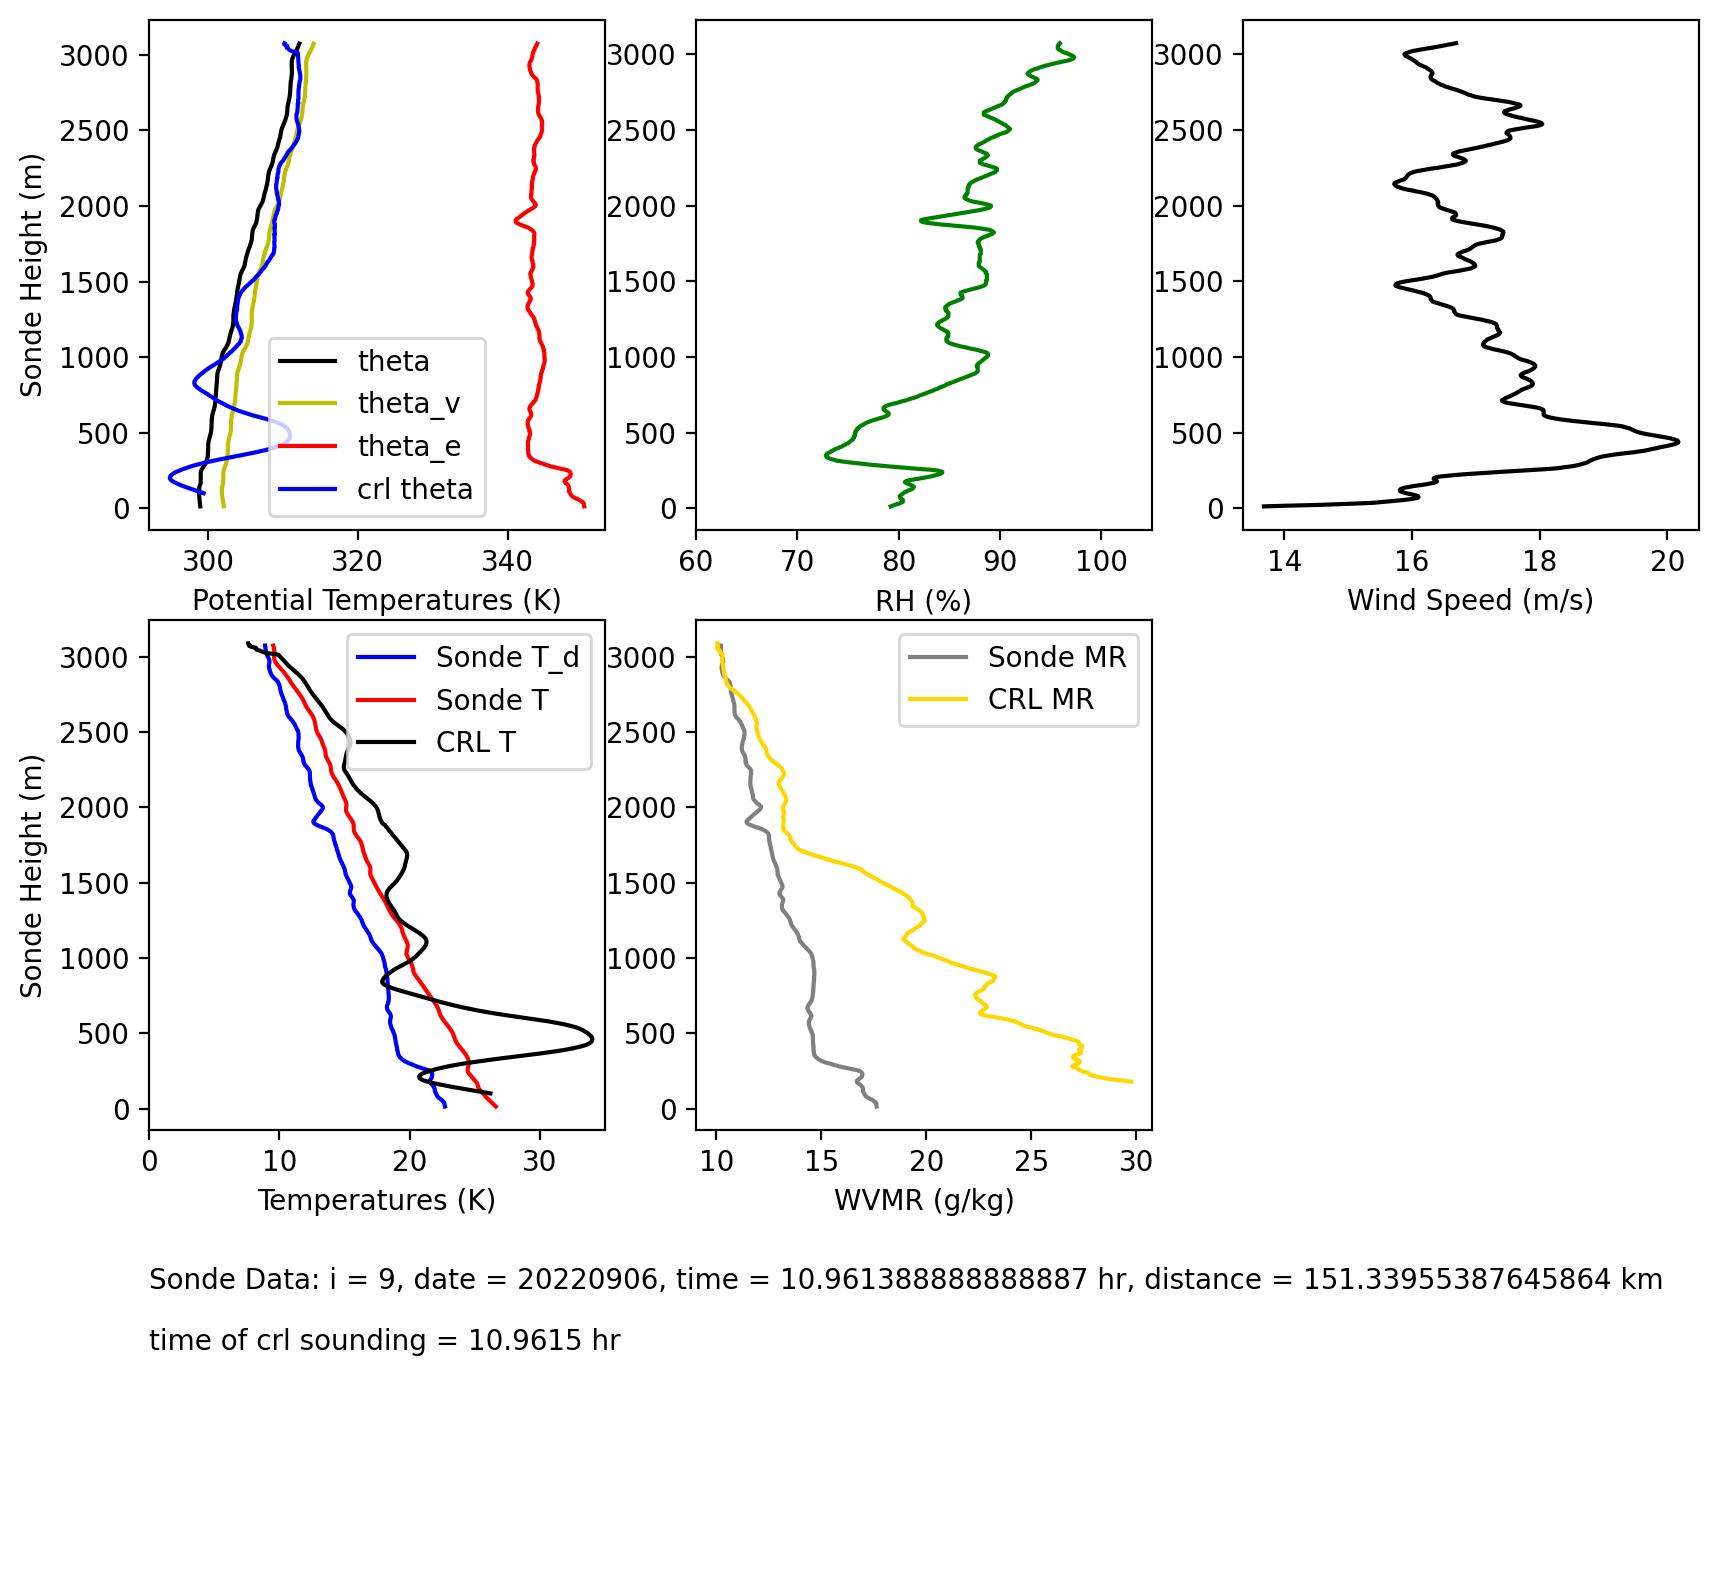 3000
2500
2000
1500
1000
500
0
Sonde Height (m)
theta
theta_v
theta_e
crl theta
300 320 340
Potential Temperatures (K)
3000
2500
2000
1500
1000
500
0
60 70 80 90 100
RH (%)
3000
2500
2000
1500
1000
500
0
14 16 18 20
Wind Speed (m/s)
3000
2500
2000
1500
1000
500
0
Sonde Height (m)
Sonde T_d
Sonde T
CRL T
0 10 20 30
Temperatures (K)
3000
2500
2000
1500
1000
500
0
Sonde MR
CRL MR
10 15 20 25 30
WVMR (g/kg)
Sonde Data: i = 9, date = 20220906, time = 10.961388888888887 hr, distance = 151.33955387645864 km
time of crl sounding = 10.9615 hr